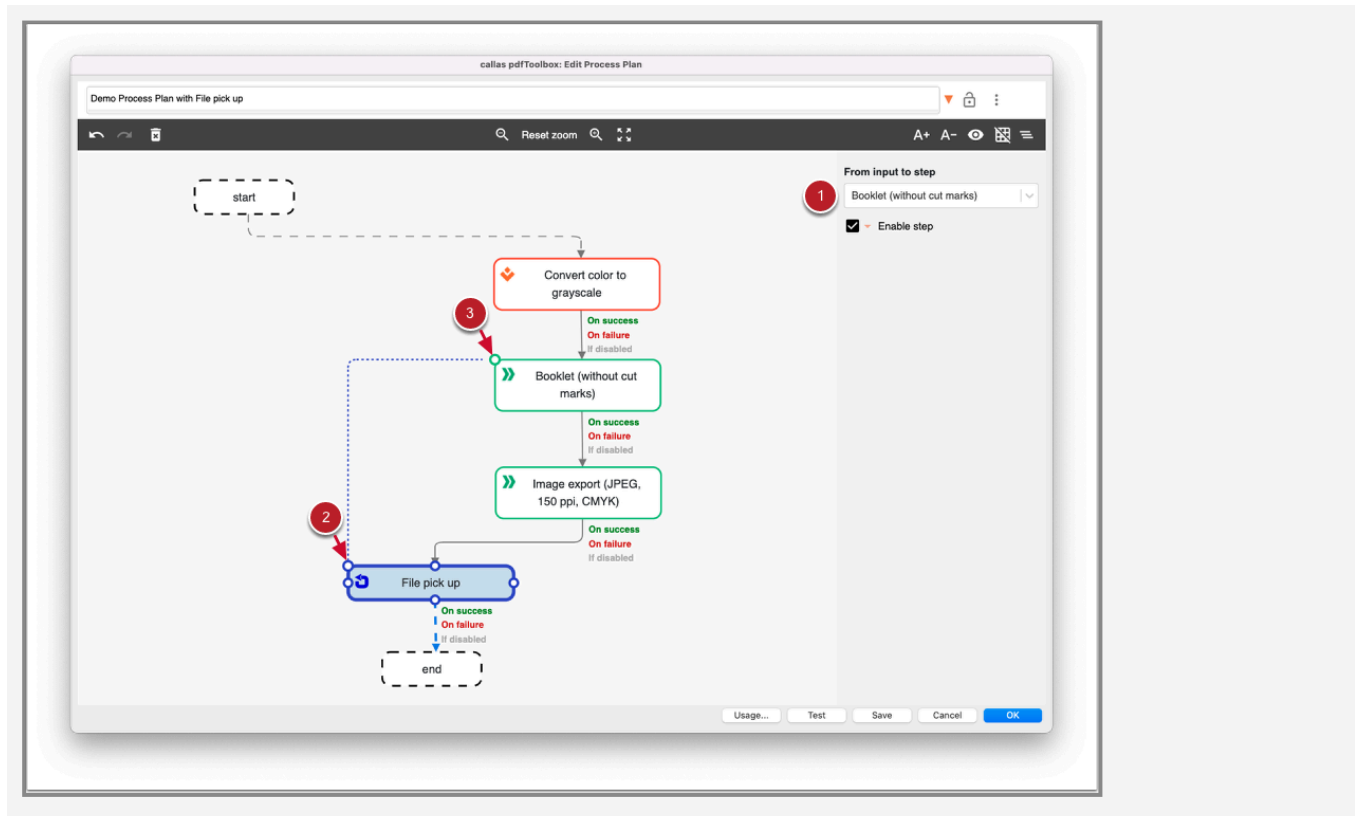 callas pdfToolbox: Edit Process Plan
Demo Process Plan with File pick up
Reset zoom
A+ A-
From input to step
1
Booklet (without cut marks)
Enable step
start
Convert color to
grayscale
3
On success
On failure
If disabled
Booklet (without cut
marks)
On success
On failure
If disabled
Image export (JPEG,
150 ppi, CMYK)
2
On success
On failure
If disabled
File pick up
On success
On failure
If disabled
end
Usage... Test Save Cancel OK